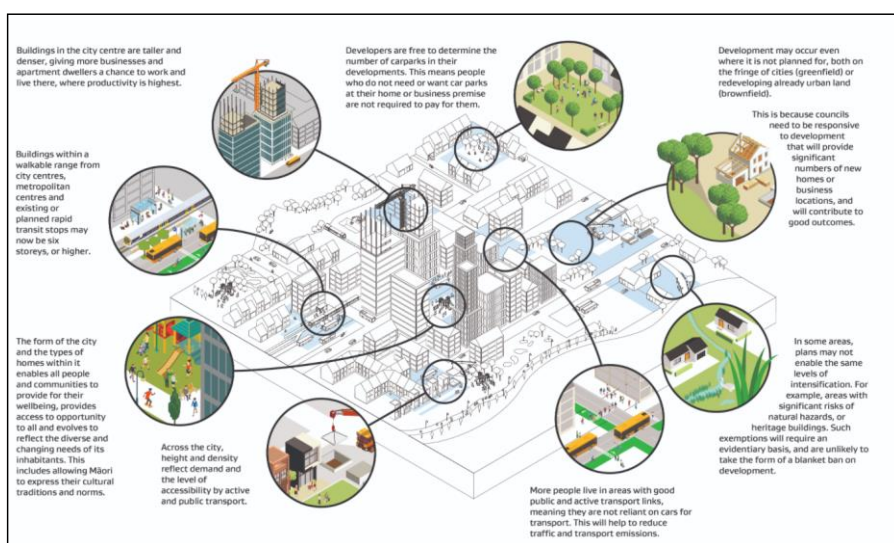 Buildings in the city centre are taller and
denser, giving more businesses and
apartment dwellers a chance to work and
live there, where productivity is highest.
Developers are free to determine the
number of carparks in their
developments. This means people
who do not need or want car parks
at their home or business premise
are not required to pay for them.
Development may occur even
where it is not planned for, both on
the fringe of cities (greenfield) or
redeveloping already urban land
(brownfield).
This is because councils
need to be responsive
to development
that will provide
significant
numbers of new
homes or
business
locations, and
will contribute to
good outcomes.
Buildings within a
walkable range from
city centres,
metropolitan
centres and
existing or
planned rapid
transit stops may
now be six
storeys, or higher.
The form of the city
and the types of
homes within it
enables all people
and communities to
provide for their
wellbeing, provides
access to opportunity
to all and evolves to
reflect the diverse and
changing needs of its
inhabitants. This
includes allowing Māori
to express their cultural
traditions and norms.
Across the city,
height and density
reflect demand and
the level of
accessibility by active
and public transport.
More people live in areas with good
public and active transport links,
meaning they are not reliant on cars for
transport. This will help to reduce
traffic and transport emissions.
In some areas,
plans may not
enable the same
levels of
intensification. For
example, areas with
significant risks of
natural hazards, or
heritage buildings. Such
exemptions will require an
evidentiary basis, and are unlikely to
take the form of a blanket ban on
development.